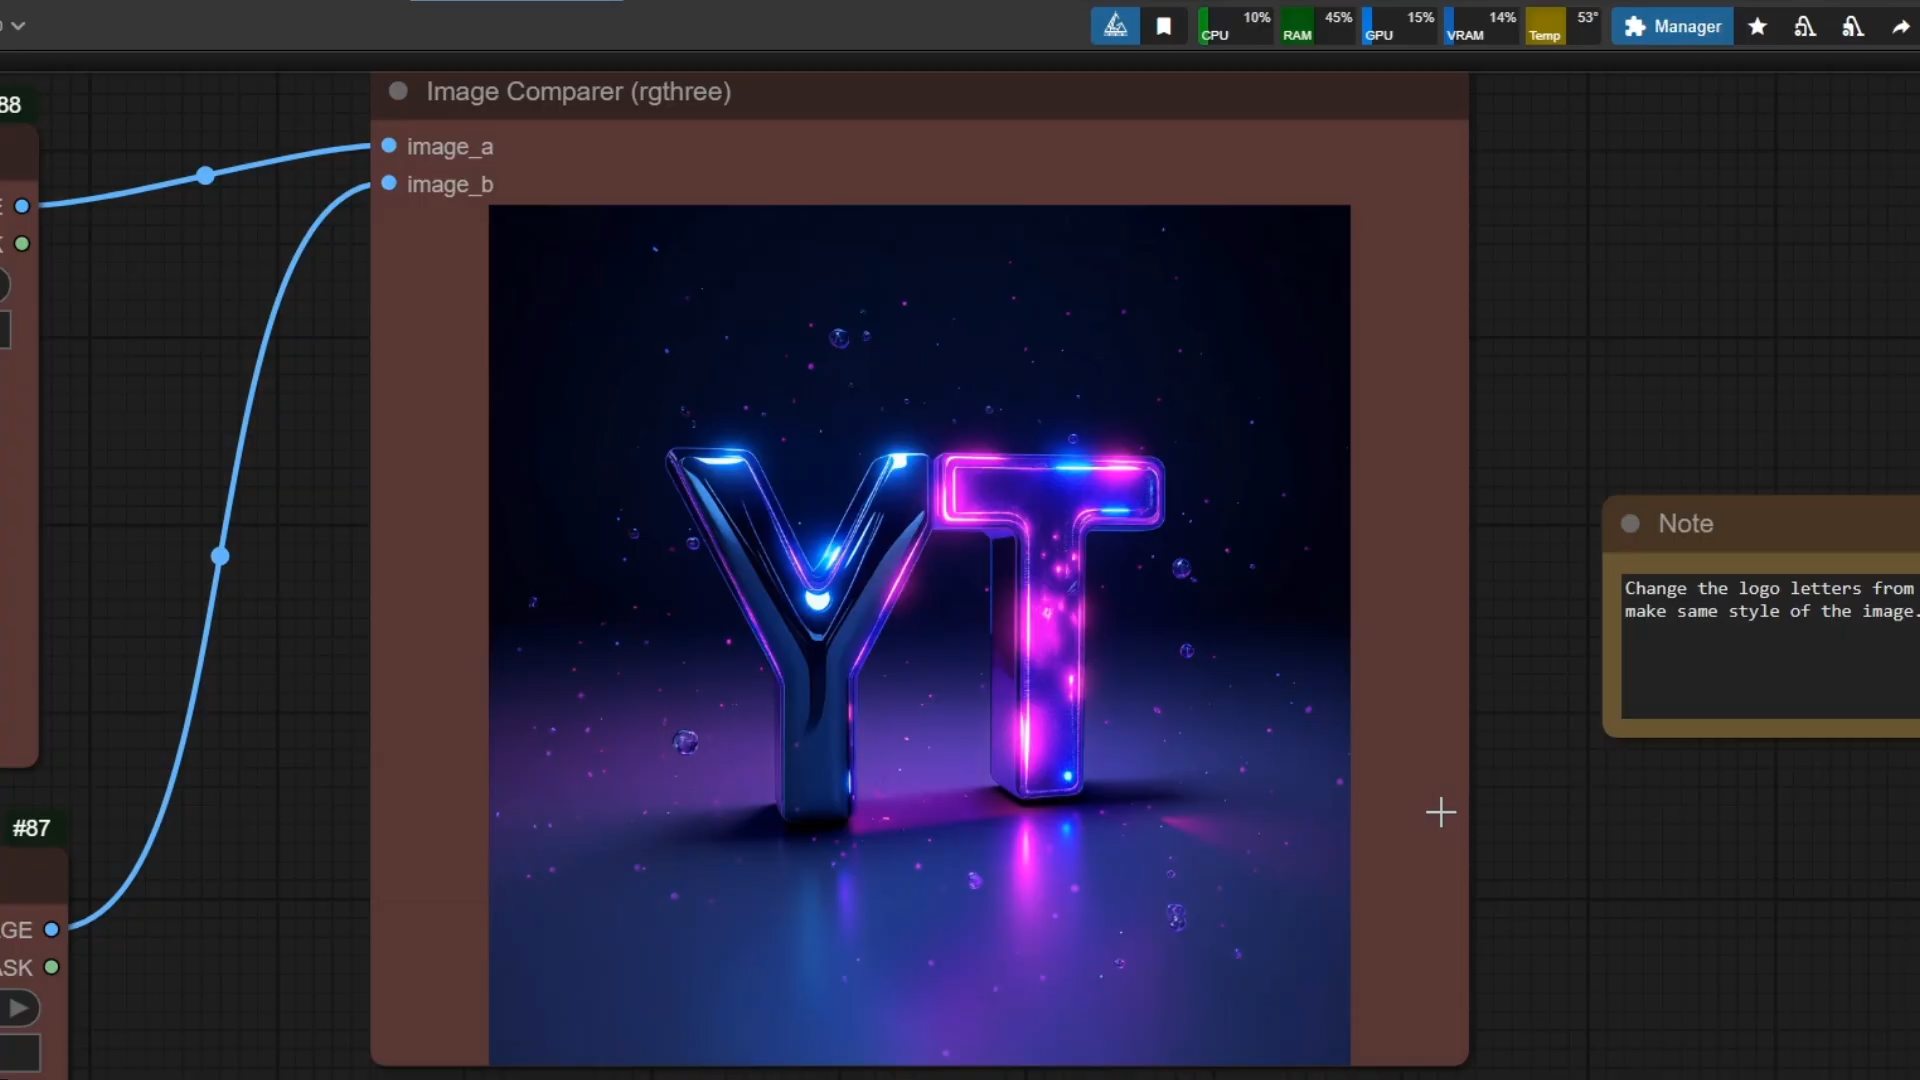 10%
CPU
45%
RAM
15%
GPU
14%
VRAM
53°
Temp
Manager
88
Image Comparer (rgthree)
image_a
image_b
YT
Note
Change the logo letters from
make same style of the image.
#87
GE
ASK